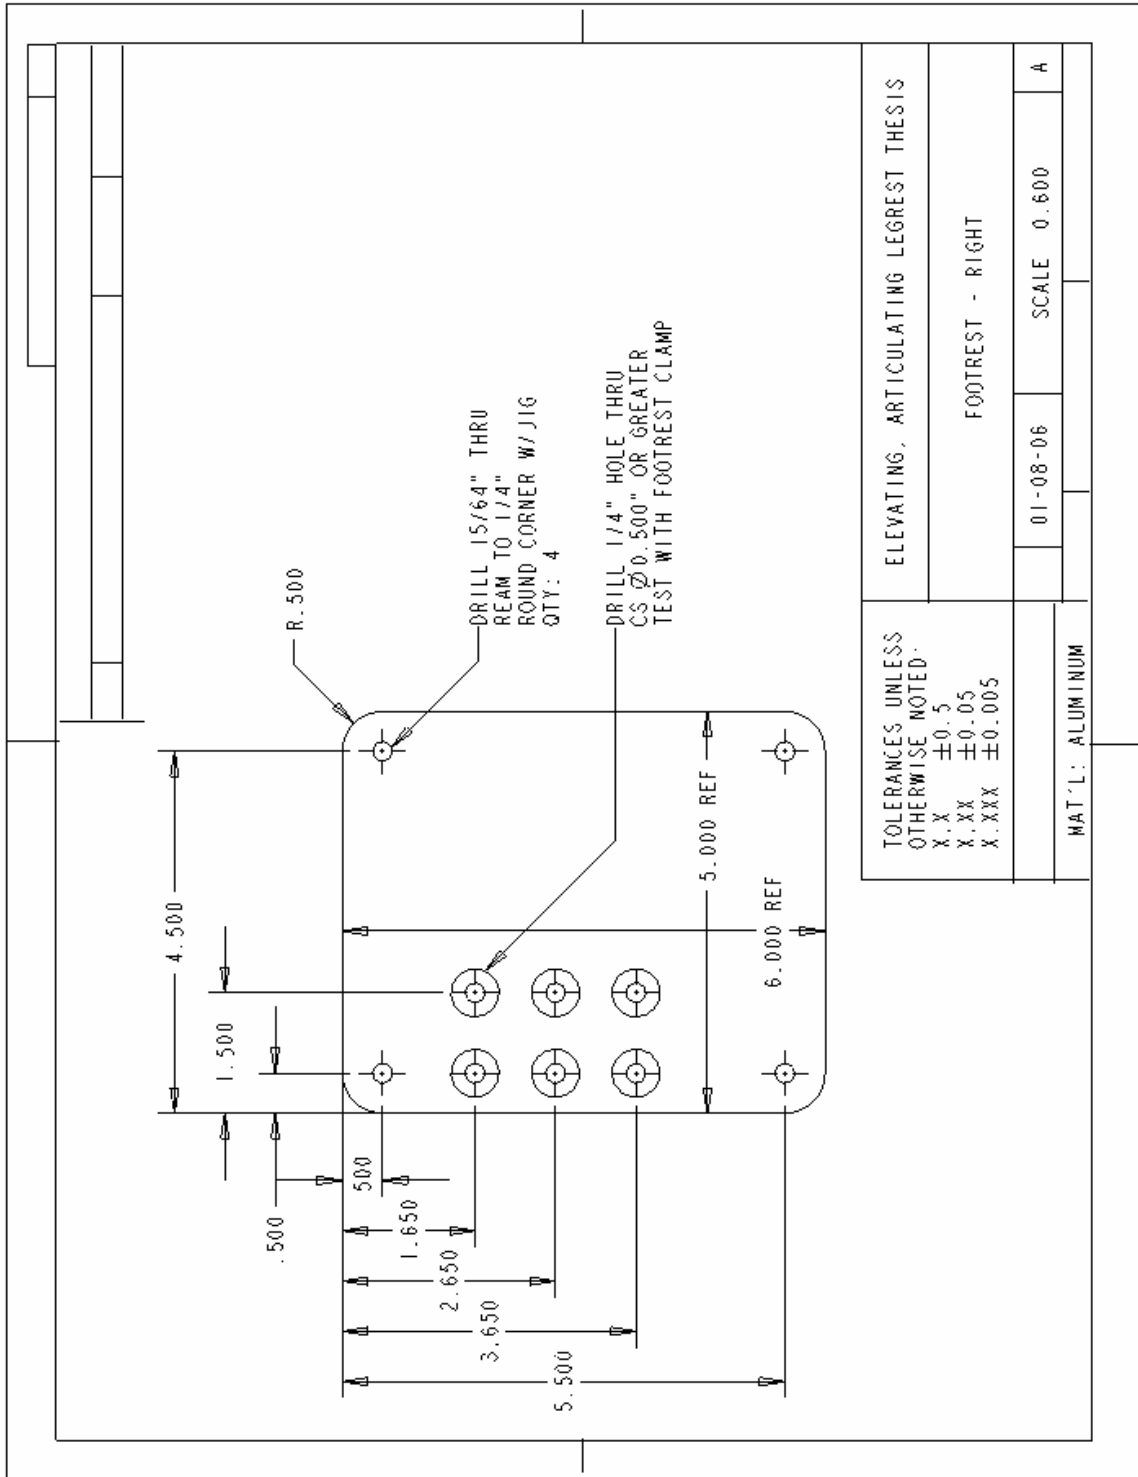 4.500
1.500
.500
500
1.650
2.650
3.650
5.500
R.500
DRILL 15/64" THRU
REAM TO 1/4"
ROUND CORNER W/JIG
QTY: 4
DRILL 1/4" HOLE THRU
CS Ø0.500" OR GREATER
TEST WITH FOOTREST CLAMP
5.000 REF
6.000 REF
TOLERANCES UNLESS
OTHERWISE NOTED:
X.X ±0.5
X.XX ±0.05
X.XXX ±0.005
MAT'L: ALUMINUM
ELEVATING, ARTICULATING LEGREST THESIS
FOOTREST - RIGHT
01-08-06
SCALE 0.600
A